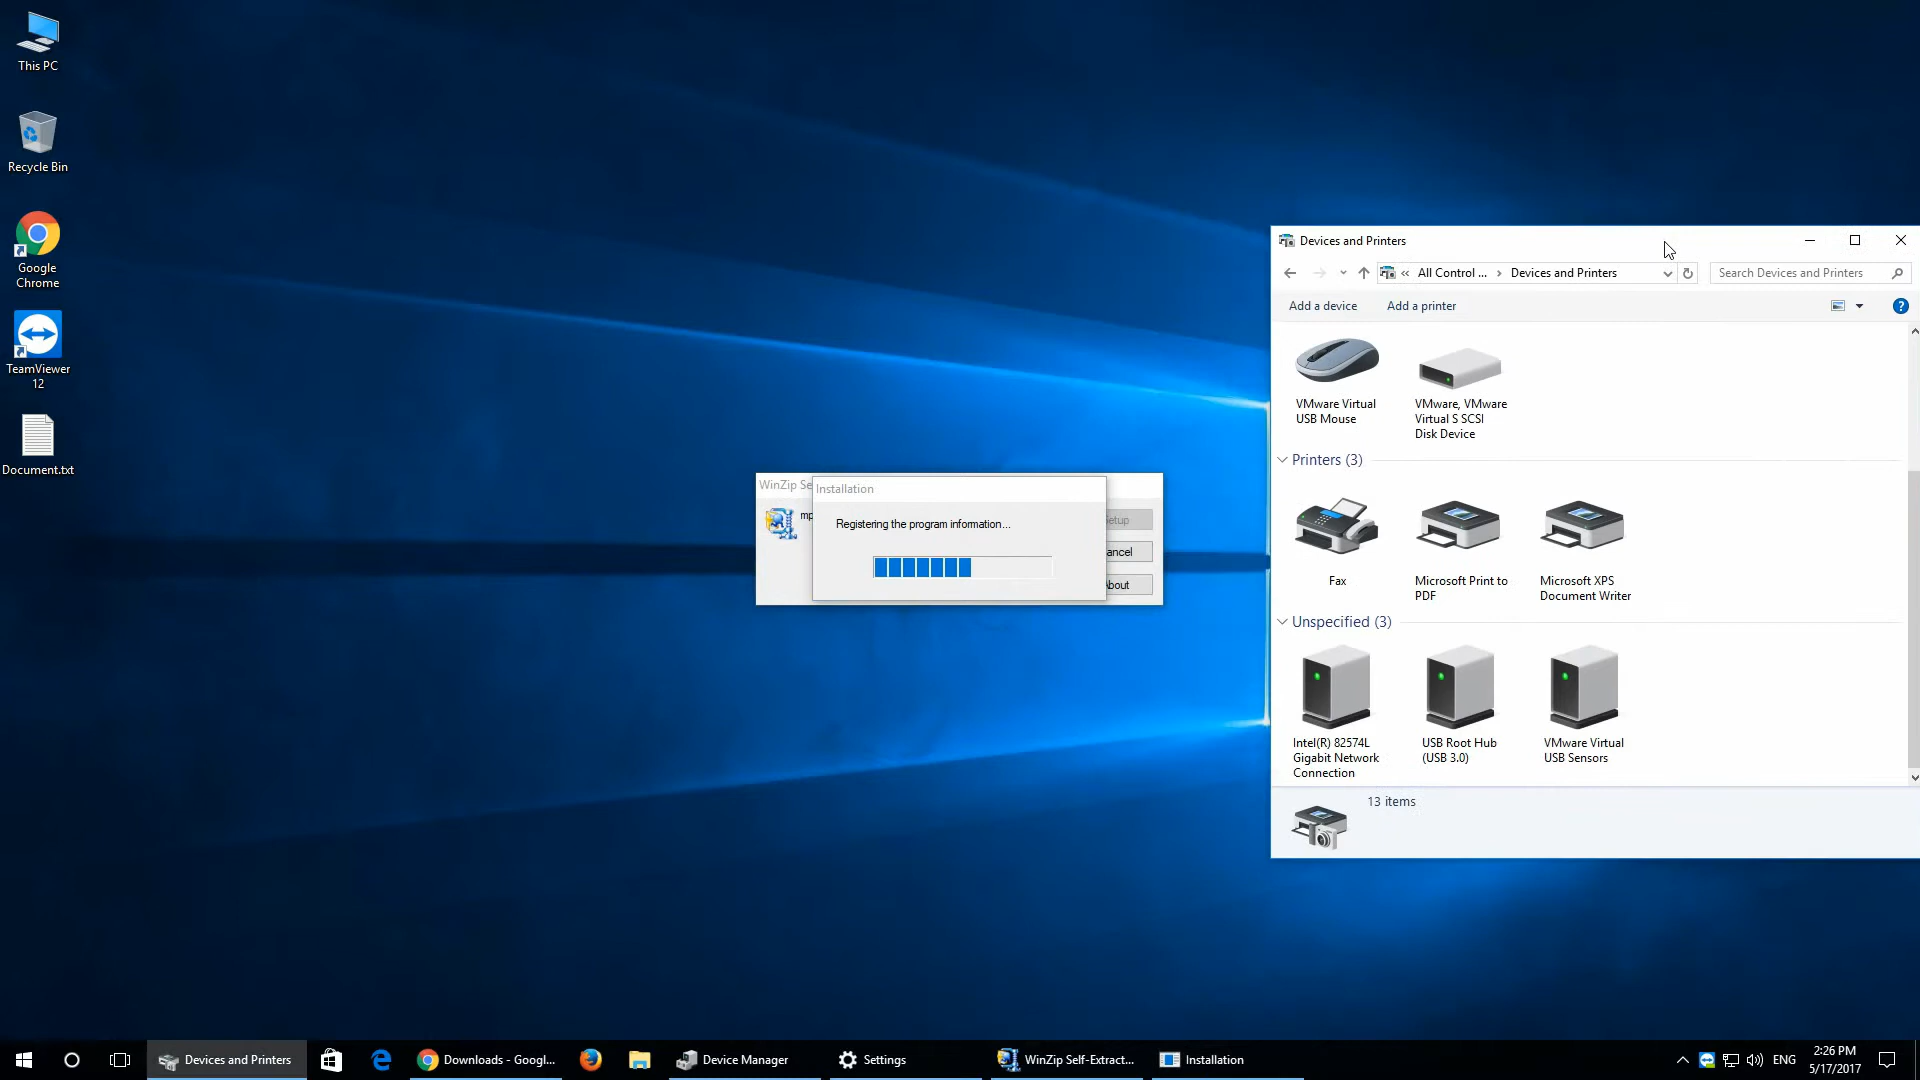 This PC
Recycle Bin
Google
Chrome
TeamViewer
12
Document.txt
WinZip Se
mp
Setup
ancel
About
Installation
Registering the program information...
Devices and Printers
« All Control ... > Devices and Printers
Search Devices and Printers
Add a device
Add a printer
?
VMware Virtual
USB Mouse
VMware, VMware
Virtual S SCSI
Disk Device
Printers (3)
Fax
Microsoft Print to
PDF
Microsoft XPS
Document Writer
Unspecified (3)
Intel(R) 82574L
Gigabit Network
Connection
USB Root Hub
(USB 3.0)
VMware Virtual
USB Sensors
13 items
Devices and Printers
Downloads - Googl...
Device Manager
Settings
WinZip Self-Extract...
Installation
ENG
2:26 PM
5/17/2017